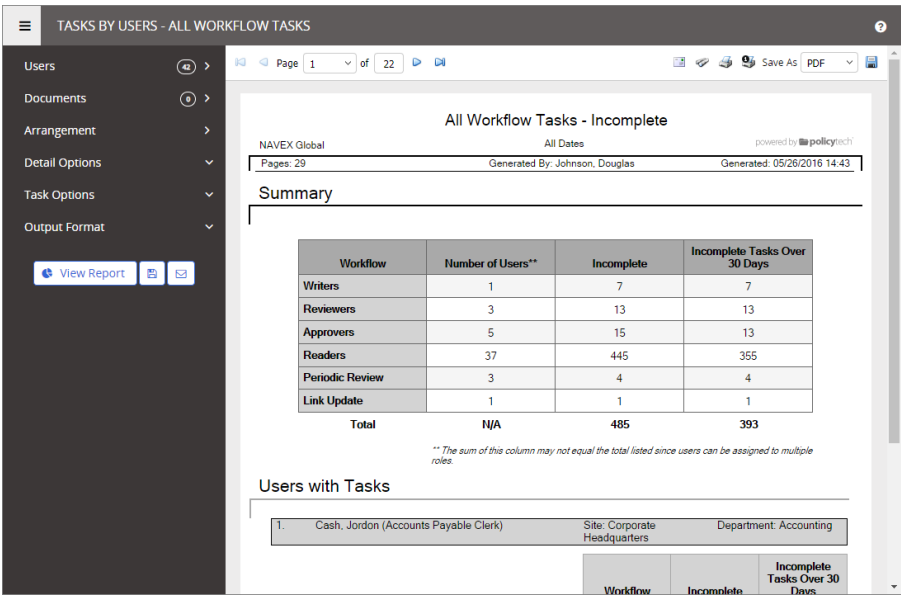 TASKS BY USERS - ALL WORKFLOW TASKS
?
Users 42
Documents 0
Arrangement
Detail Options
Task Options
Output Format
View Report
Page 1 of 22 Save As PDF
All Workflow Tasks - Incomplete
NAVEX Global All Dates powered by policytech
Pages: 29 Generated By: Johnson, Douglas Generated: 05/26/2016 14:43
Summary
Workflow Number of Users** Incomplete Incomplete Tasks Over
30 Days
Writers 1 7 7
Reviewers 3 13 13
Approvers 5 15 13
Readers 37 445 355
Periodic Review 3 4 4
Link Update 1 1 1
Total N/A 485 393
** The sum of this column may not equal the total listed since users can be assigned to multiple
roles.
Users with Tasks
1. Cash, Jordon (Accounts Payable Clerk) Site: Corporate Department: Accounting
Headquarters
Incomplete
Tasks Over 30
Workflow Incomplete Days